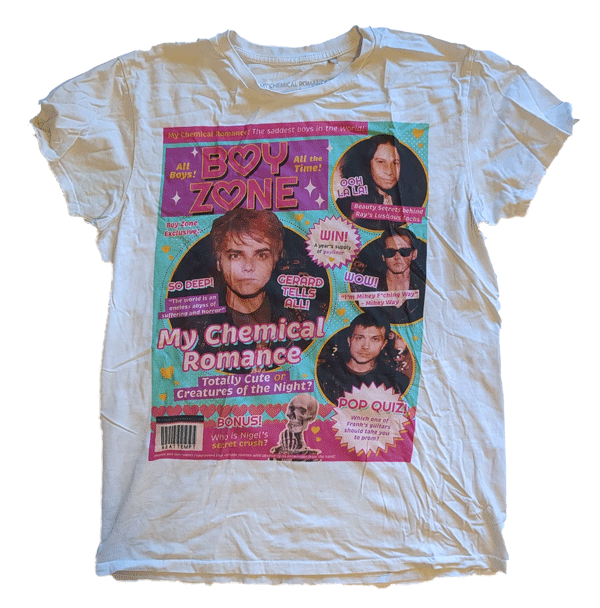 MY CHEMICAL ROMANCE
My Chemical Romance! The saddest boys in the World!
All Boys!
BOY ZONE
All the Time!
OOH LA LA!
Beauty Secrets behind
Ray's Luscious Locks
Boy Zone
Exclusive:
WIN!
A year's supply
of
SO DEEP!
"The world is an
endless abyss of
suffering and horror"
GERARD
TELLS
ALL!
WOW!
"I'm Mikey F*ching Way"
- Mikey Way
My Chemical
Romance
Totally Cute or
Creatures of the Night?
POP QUIZ!
Which one of
Frank's guitars
should take you
to prom?
BONUS!
Who is Nigel's
secret crush?